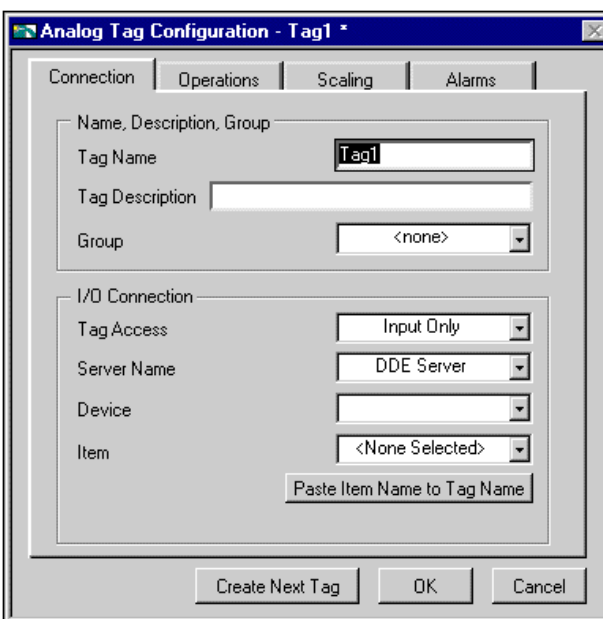 Analog Tag Configuration - Tag1 *
Connection Operations Scaling Alarms
Name, Description, Group
Tag Name Tag1
Tag Description
Group <none>
I/O Connection
Tag Access Input Only
Server Name DDE Server
Device
Item <None Selected>
Paste Item Name to Tag Name
Create Next Tag OK Cancel